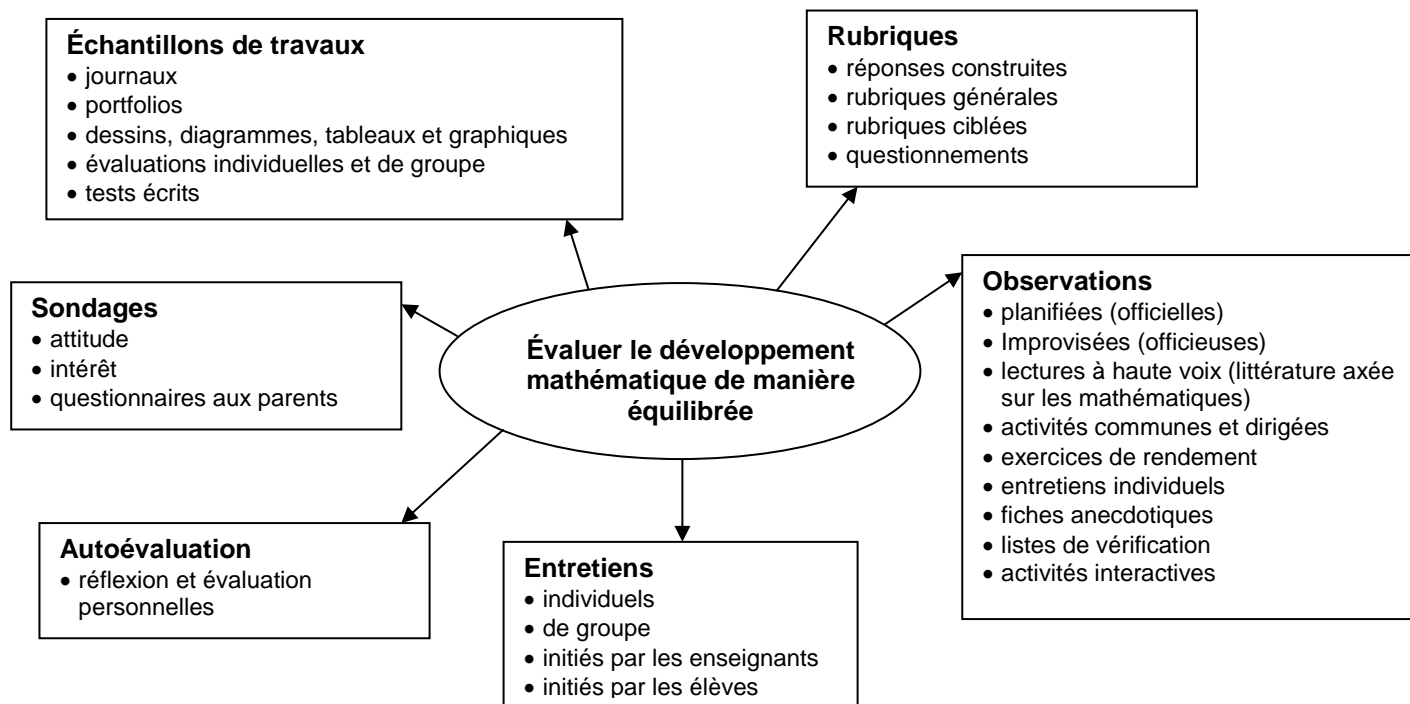 Échantillons de travaux
• journaux
• portfolios
• dessins, diagrammes, tableaux et graphiques
• évaluations individuelles et de groupe
• tests écrits
Rubriques
• réponses construites
• rubriques générales
• rubriques ciblées
• questionnements
Sondages
• attitude
• intérêt
• questionnaires aux parents
Évaluer le développement
mathématique de manière
équilibrée
Observations
• planifiées (officielles)
• Improvisées (officieuses)
• lectures à haute voix (littérature axée
sur les mathématiques)
• activités communes et dirigées
• exercices de rendement
• entretiens individuels
• fiches anecdotiques
• listes de vérification
• activités interactives
Autoévaluation
• réflexion et évaluation
personnelles
Entretiens
• individuels
• de groupe
• initiés par les enseignants
• initiés par les élèves